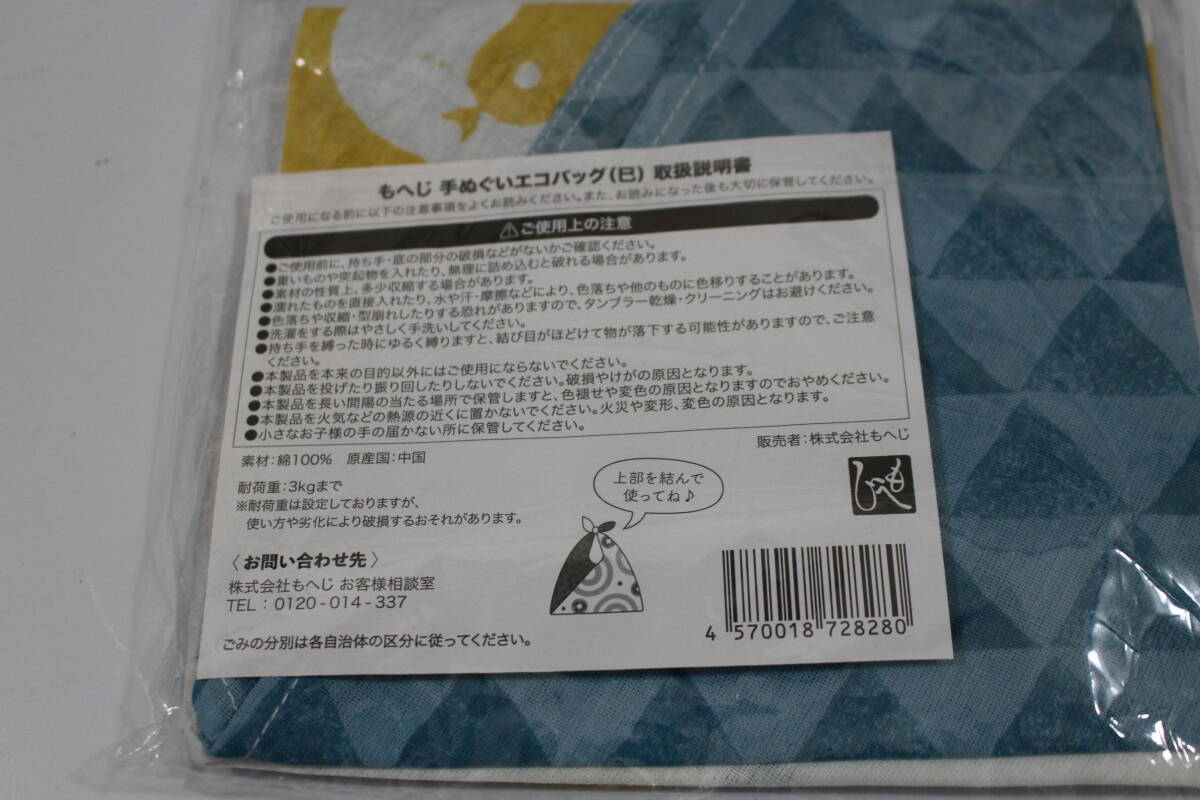 もへじ 手ぬぐいエコバッグ(巳) 取扱説明書
ご使用になる前に以下の注意事項をよくお読みください。また、お読みになった後も大切に保管してください。
⚠ご使用上の注意
●ご使用前に、持ち手・底の部分の破損などがないかご確認ください。
●重いものや突起物を入れたり、無理に詰め込むと破れる場合があります。
●素材の性質上、多少収縮する場合があります。
●濡れたものを直接入れたり、水や汗・摩擦などにより、色落ちや他のものに色移りすることがあります。
●色落ちや収縮・型崩れしたりする恐れがありますので、タンブラー乾燥・クリーニングはお避けください。
●洗濯をする際はやさしく手洗いしてください。
●持ち手を縛った時にゆるく縛りますと、結び目がほどけて物が落下する可能性がありますので、ご注意
ください。
●本製品を本来の目的以外にはご使用にならないでください。
●本製品を投げたり振り回したりしないでください。破損やけがの原因となります。
●本製品を長い間陽の当たる場所で保管しますと、色褪せや変色の原因となりますのでおやめください。
●本製品を火気などの熱源の近くに置かないでください。火災や変形、変色の原因となります。
●小さなお子様の手の届かない所に保管してください。
素材:綿100% 原産国:中国
販売者:株式会社もへじ
耐荷重:3kgまで
※耐荷重は設定しておりますが、
使い方や劣化により破損するおそれがあります。
上部を結んで
使ってね♪
もへじ
〈お問い合わせ先〉
株式会社もへじ お客様相談室
TEL : 0120-014-337
ごみの分別は各自治体の区分に従ってください。
4 570018 728280